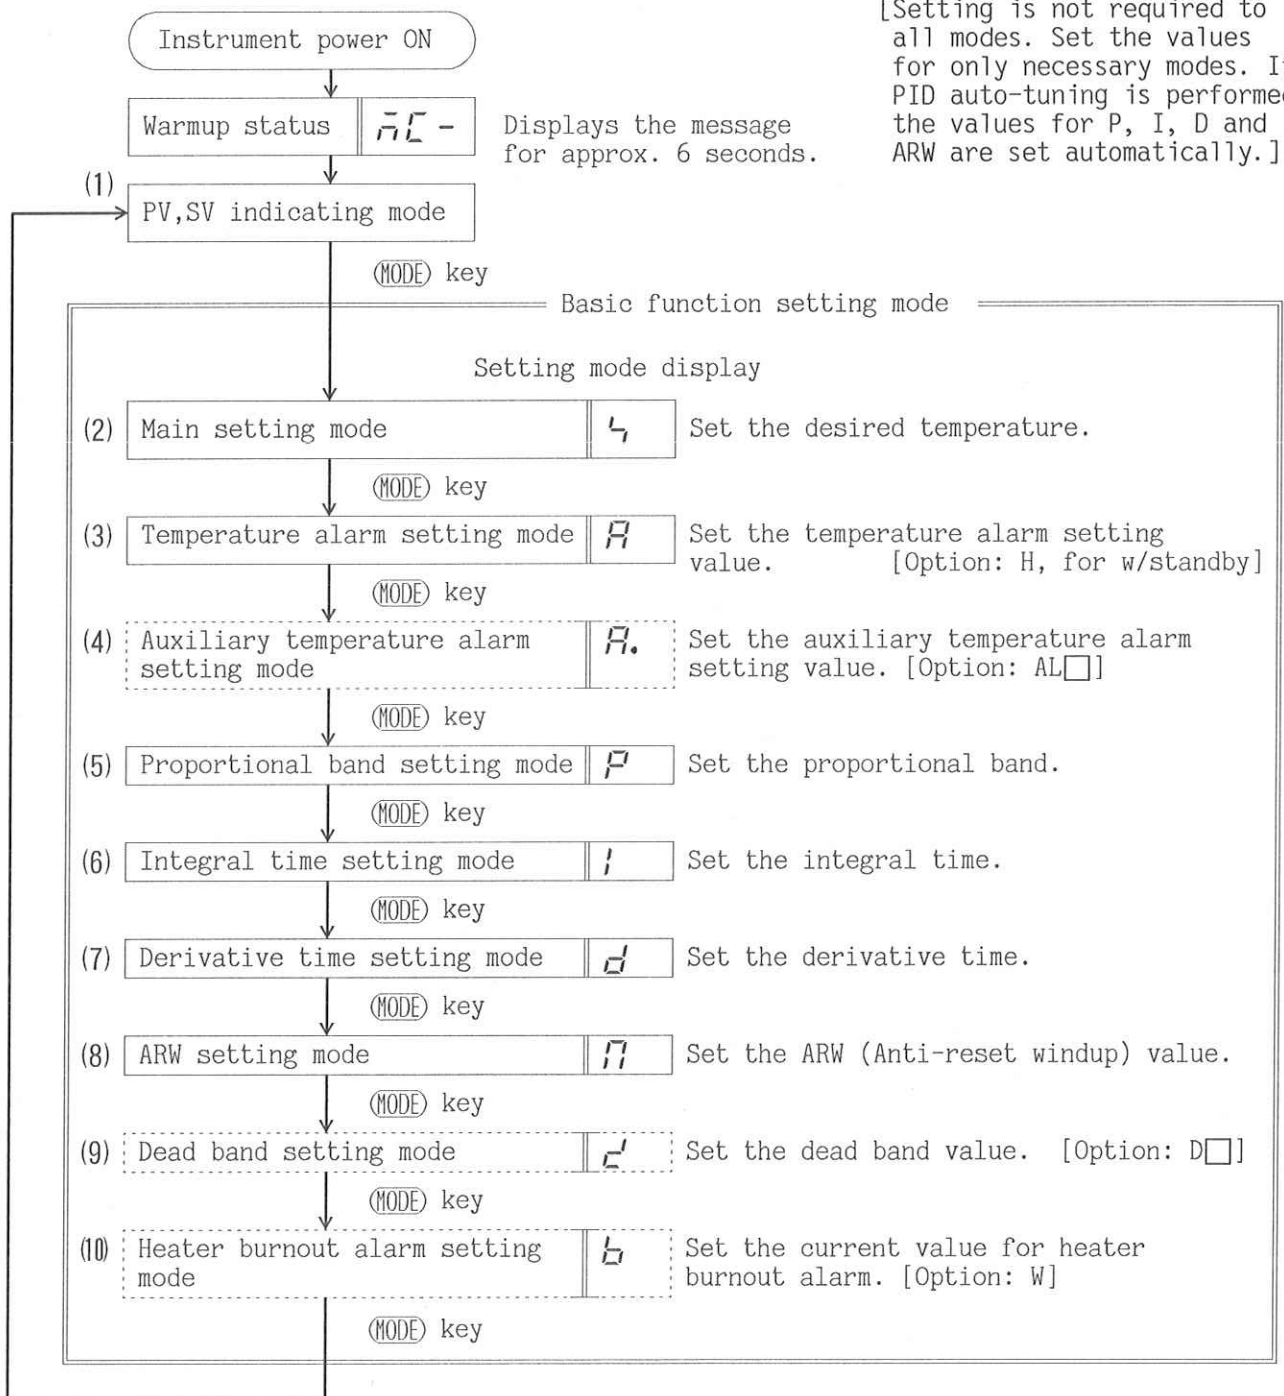 Instrument power ON
[Setting is not required to
all modes. Set the values
for only necessary modes. If
PID auto-tuning is performed
the values for P, I, D and
ARW are set automatically.]
Warmup status
Displays the message
for approx. 6 seconds.
(1)
PV,SV indicating mode
(MODE) key
Basic function setting mode
Setting mode display
(2) Main setting mode
Set the desired temperature.
(MODE) key
(3) Temperature alarm setting mode A Set the temperature alarm setting
value. [Option: H, for w/standby]
(MODE) key
(4) Auxiliary temperature alarm A. Set the auxiliary temperature alarm
setting mode setting value. [Option: AL□]
(MODE) key
(5) Proportional band setting mode P Set the proportional band.
(MODE) key
(6) Integral time setting mode I Set the integral time.
(MODE) key
(7) Derivative time setting mode d Set the derivative time.
(MODE) key
(8) ARW setting mode Set the ARW (Anti-reset windup) value.
(MODE) key
(9) Dead band setting mode Set the dead band value. [Option: D□]
(MODE) key
(10) Heater burnout alarm setting b Set the current value for heater
mode burnout alarm. [Option: W]
(MODE) key